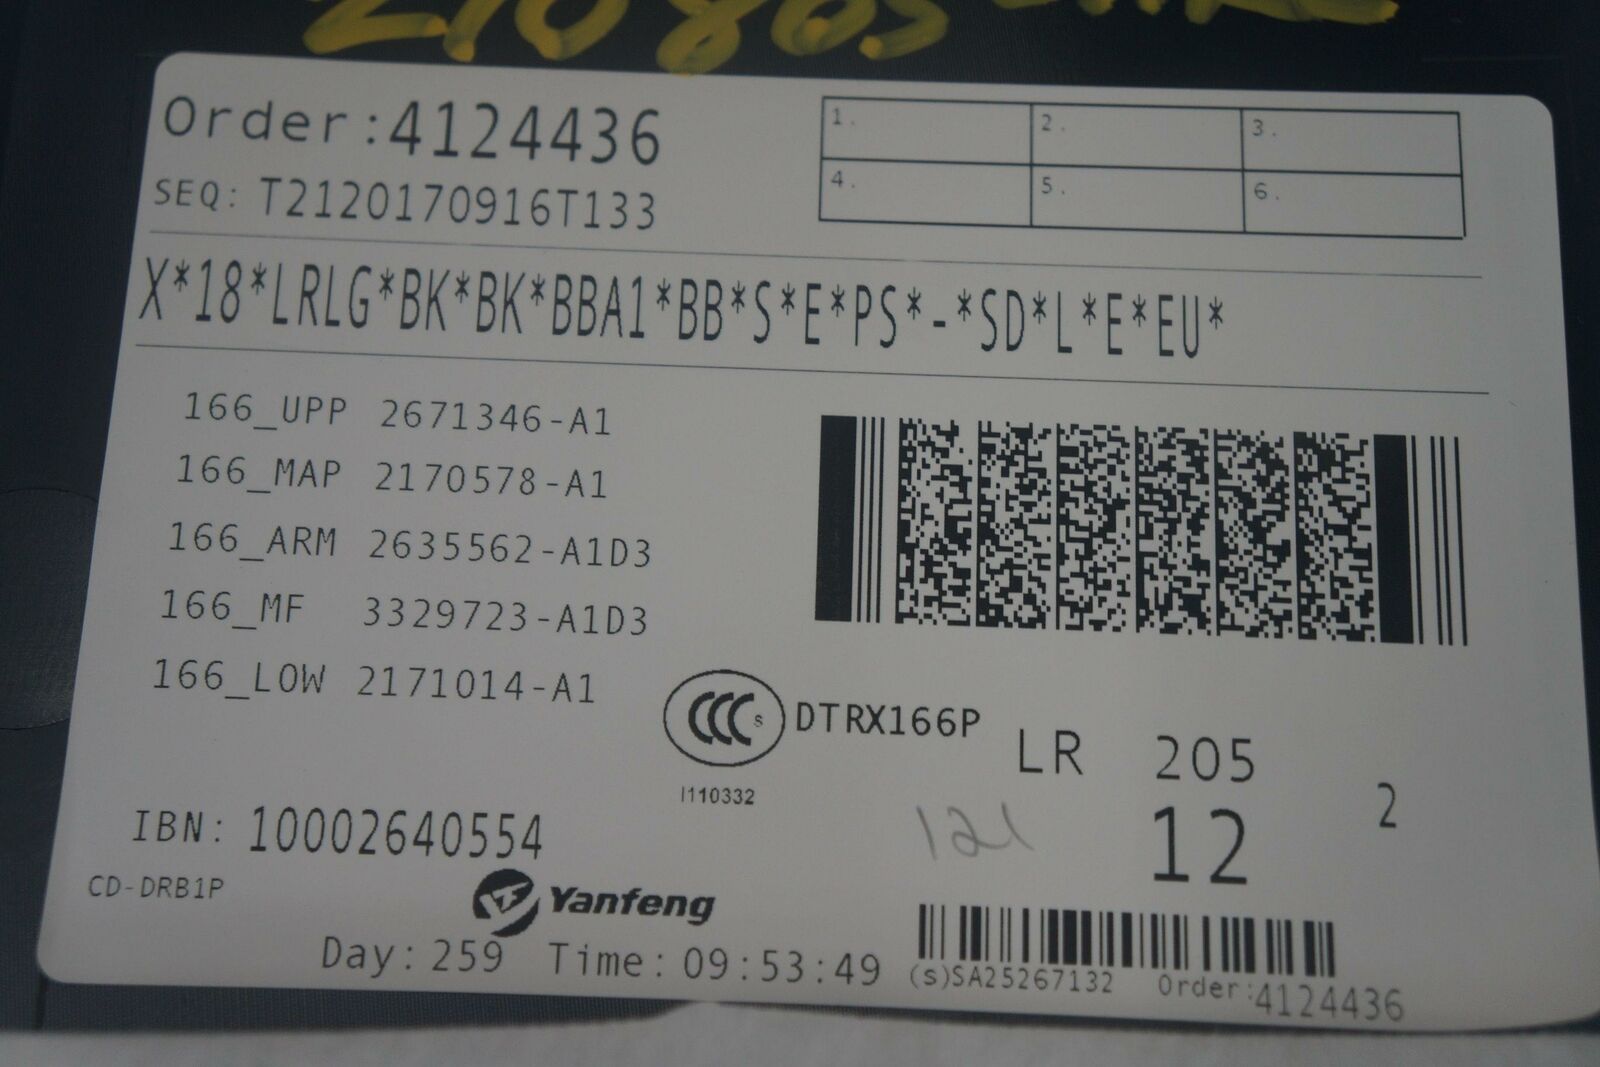 Order:4124436
SEQ: T2120170916T133
1. 2. 3.
4. 5. 6.
X*18*LRLG*BK*BK*BBA1*BB*S*E*PS*-*SD*L*E*EU*
166_UPP 2671346-A1
166_MAP 2170578-A1
166_ARM 2635562-A1D3
166_MF 3329723-A1D3
166_LOW 2171014-A1
CCC S DTRX166P
I110332
LR 205
121 12 2
IBN: 10002640554
CD-DRB1P
Yanfeng
Day: 259 Time: 09:53:49
(s)SA25267132 Order:4124436